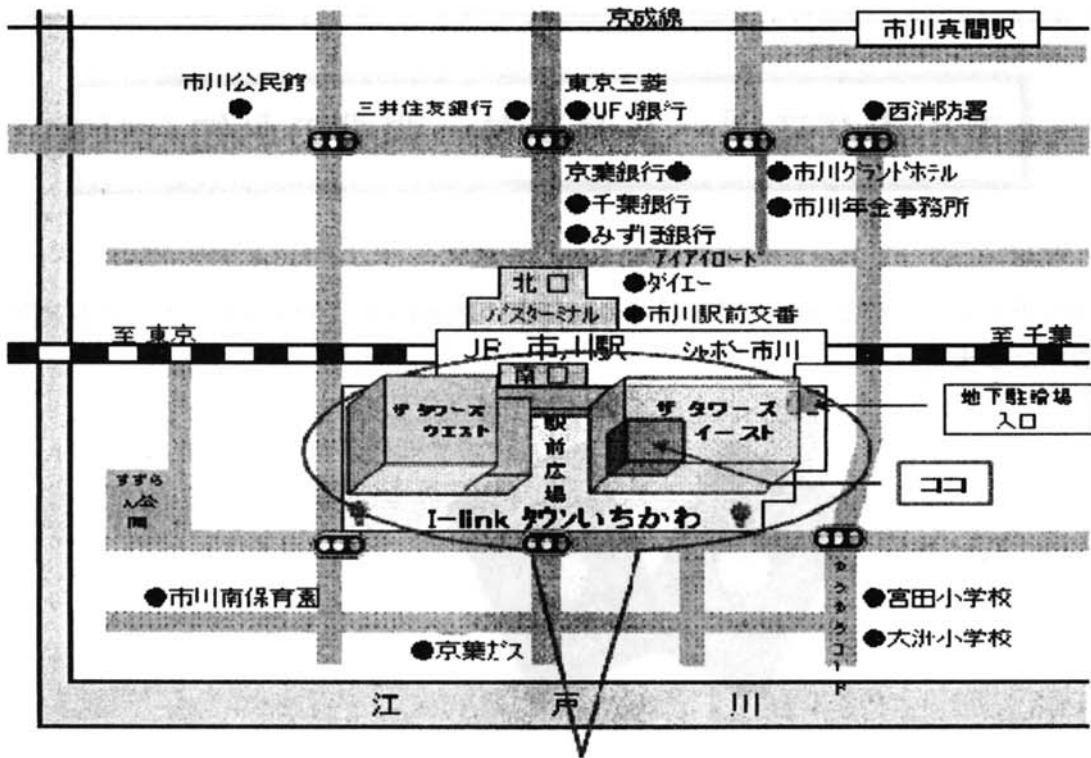 京成線
市川真間駅
市川公民館
三井住友銀行
東京三菱
UFJ銀行
西消防署
京葉銀行
市川グランドホテル
千葉銀行
市川年金事務所
みずほ銀行
アイアイロード
北口
ダイエー
バスターミナル
市川駅前交番
至 東京
至 千葉
JR 市川駅
シャポー市川
南口
ザ タワーズ
ウエスト
ザ タワーズ
イースト
地下駐輪場
入口
駅前広場
すずら
ん公
園
ココ
I-link タウンいちかわ
市川南保育園
宮田小学校
大洲小学校
京葉ガス
江戸川